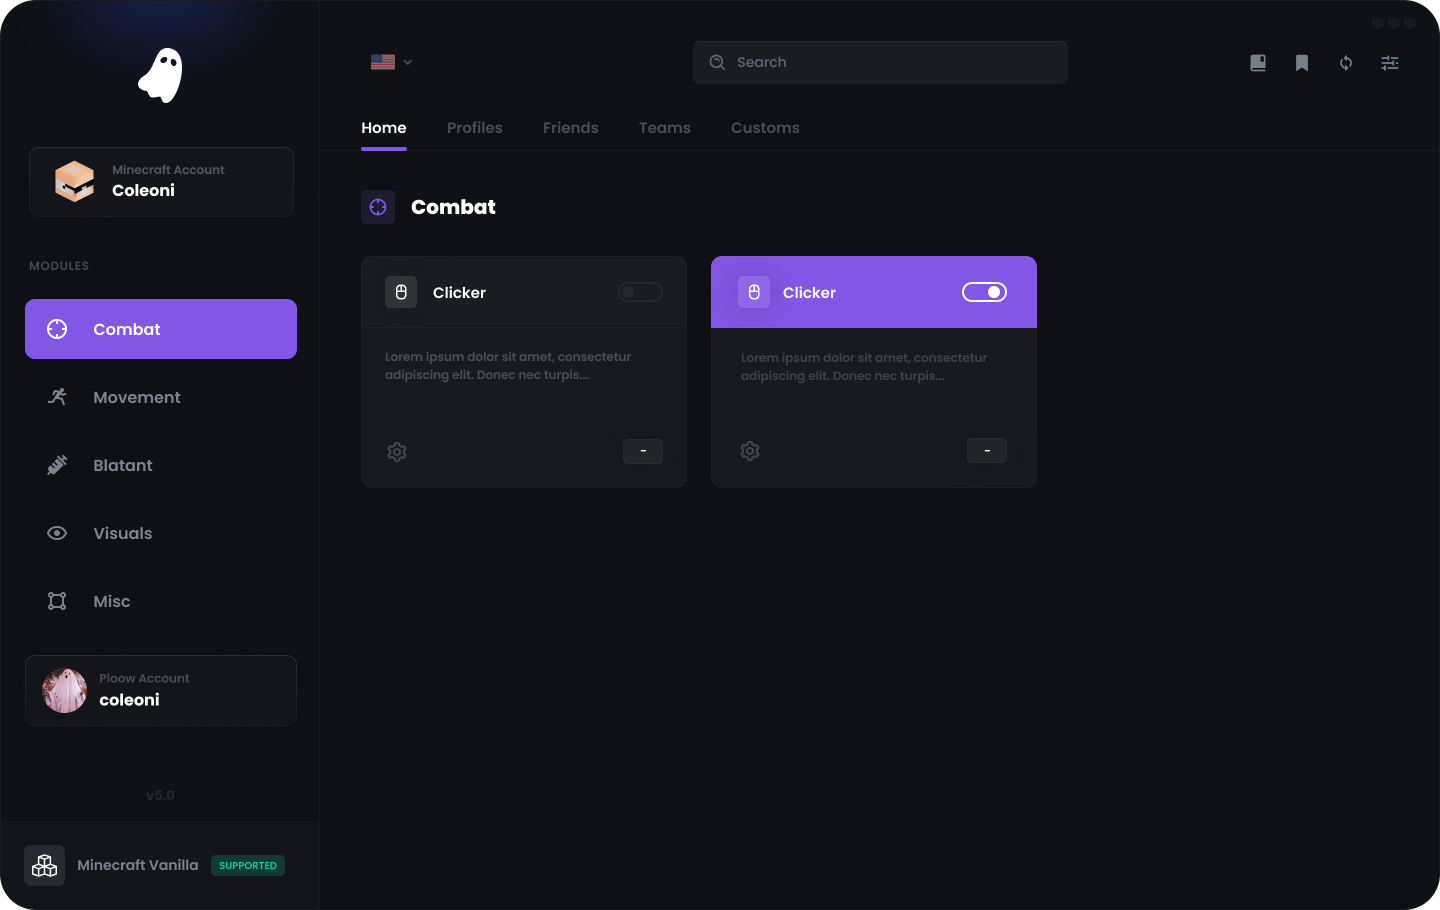 Minecraft Account
Coleoni
MODULES
Combat
Movement
Blatant
Visuals
Misc
Ploow Account
coleoni
v5.0
Minecraft Vanilla
SUPPORTED
Search
Home
Profiles
Friends
Teams
Customs
Combat
Clicker
Lorem ipsum dolor sit amet, consectetur
adipiscing elit. Donec nec turpis...
-
Clicker
Lorem ipsum dolor sit amet, consectetur
adipiscing elit. Donec nec turpis...
-